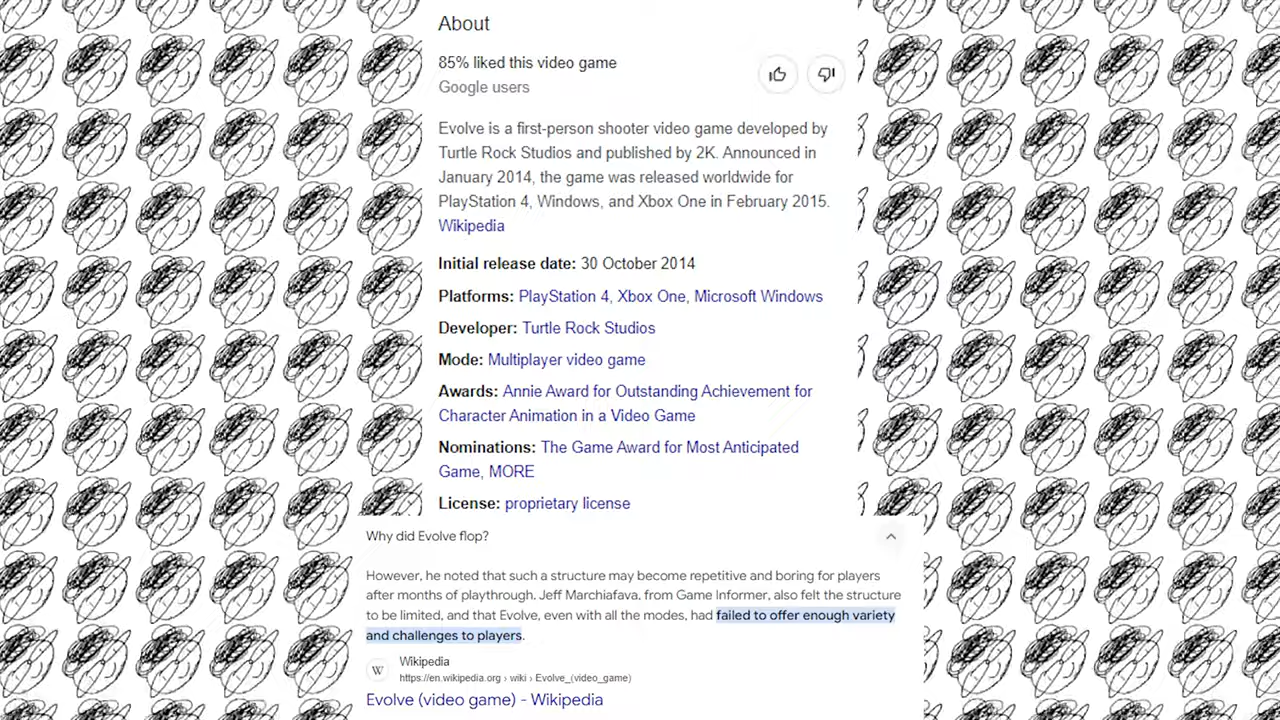 About
85% liked this video game
Google users
Evolve is a first-person shooter video game developed by
Turtle Rock Studios and published by 2K. Announced in
January 2014, the game was released worldwide for
PlayStation 4, Windows, and Xbox One in February 2015.
Wikipedia
Initial release date: 30 October 2014
Platforms: PlayStation 4, Xbox One, Microsoft Windows
Developer: Turtle Rock Studios
Mode: Multiplayer video game
Awards: Annie Award for Outstanding Achievement for
Character Animation in a Video Game
Nominations: The Game Award for Most Anticipated
Game, MORE
License: proprietary license
Why did Evolve flop?
However, he noted that such a structure may become repetitive and boring for players
after months of playthrough. Jeff Marchiafava, from Game Informer, also felt the structure
to be limited, and that Evolve, even with all the modes, had failed to offer enough variety
and challenges to players.
W
Wikipedia
https://en.wikipedia.org › wiki › Evolve_(video_game)
Evolve (video game) - Wikipedia